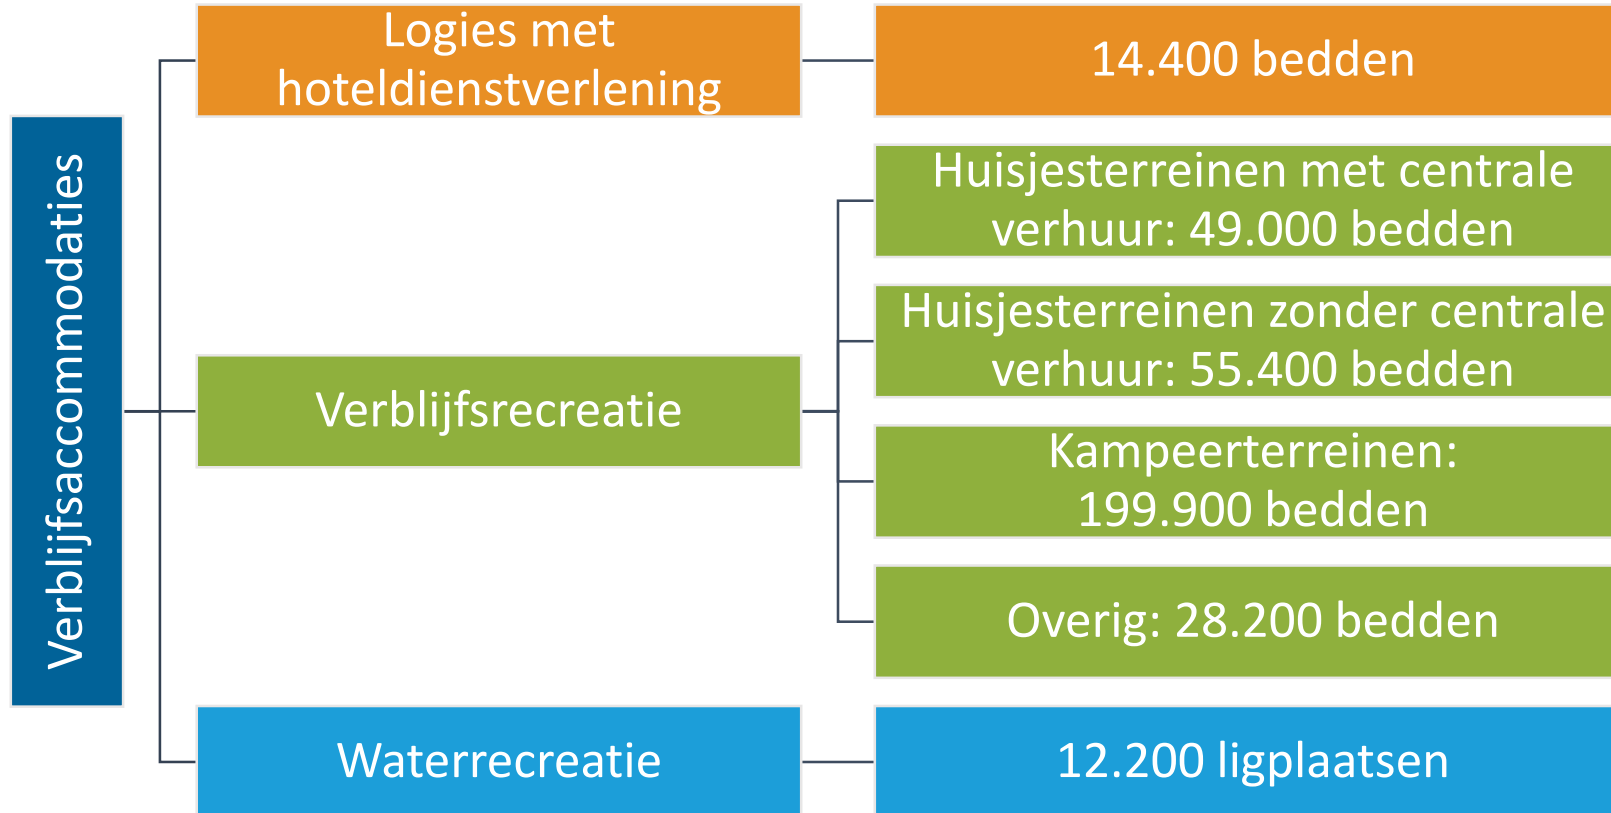 Verblijfsaccommodaties
Logies met
hoteldienstverlening
14.400 bedden
Verblijfsrecreatie
Huisjesterreinen met centrale
verhuur: 49.000 bedden
Huisjesterreinen zonder centrale
verhuur: 55.400 bedden
Kampeerterreinen:
199.900 bedden
Overig: 28.200 bedden
Waterrecreatie
12.200 ligplaatsen